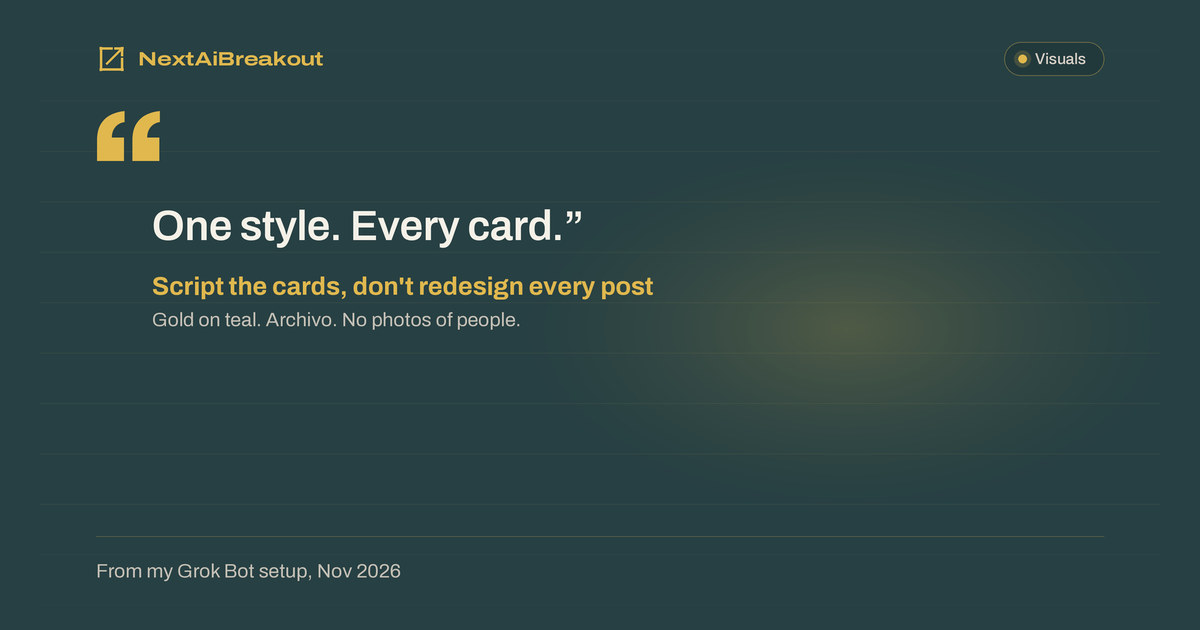 NextAiBreakout
Visuals
“
One style. Every card.”
Script the cards, don't redesign every post
Gold on teal. Archivo. No photos of people.
From my Grok Bot setup, Nov 2026